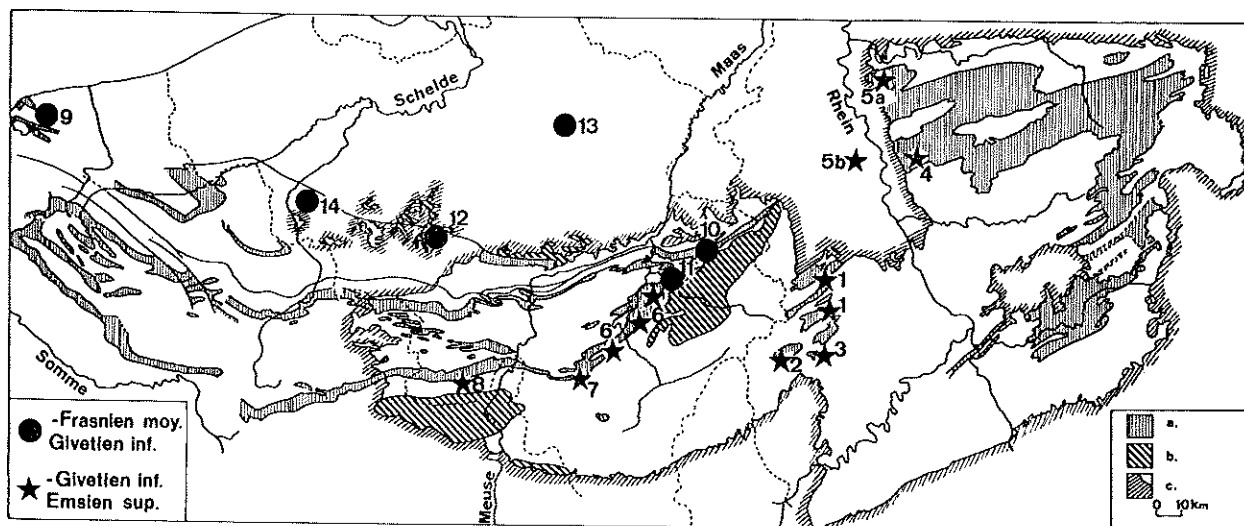 Maas
Schelde
Rhein
9
13
5a
5b
4
14
12
10
11
1
1
6
6
2
3
7
8
Somme
Meuse
-Frasnien moy.
Givetien inf.
-Givetien inf.
Emsien sup.
a.
b.
c.
0 10km